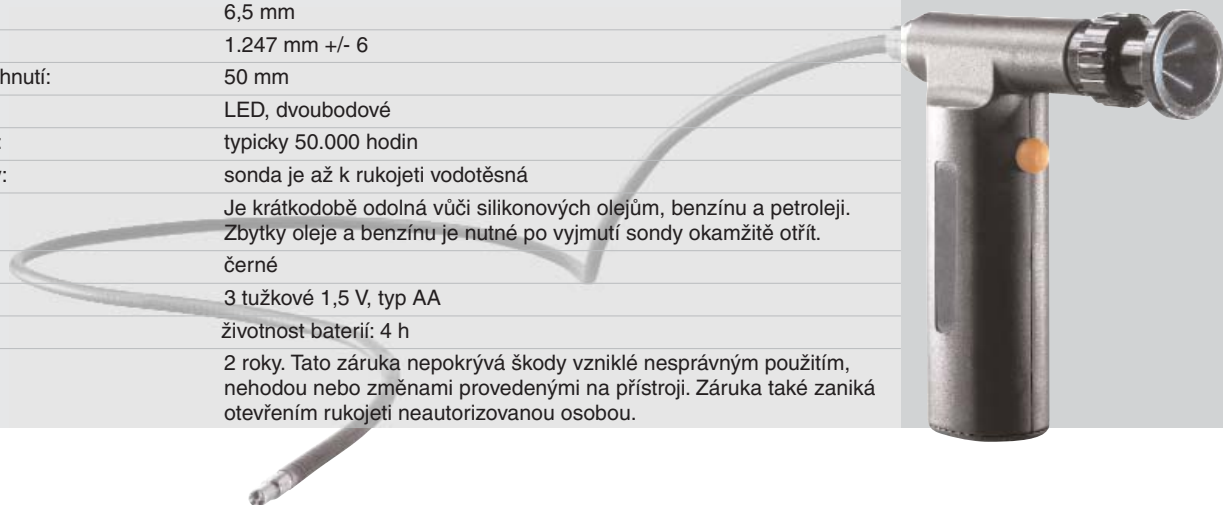 6,5 mm
1.247 mm +/- 6
hnutí: 50 mm
LED, dvoubodové
: typicky 50.000 hodin
: sonda je až k rukojeti vodotěsná
Je krátkodobě odolná vůči silikonových olejům, benzínu a petroleji.
Zbytky oleje a benzínu je nutné po vyjmutí sondy okamžitě otřít.
černé
3 tužkové 1,5 V, typ AA
životnost baterií: 4 h
2 roky. Tato záruka nepokrývá škody vzniklé nesprávným použitím,
nehodou nebo změnami provedenými na přístroji. Záruka také zaniká
otevřením rukojeti neautorizovanou osobou.